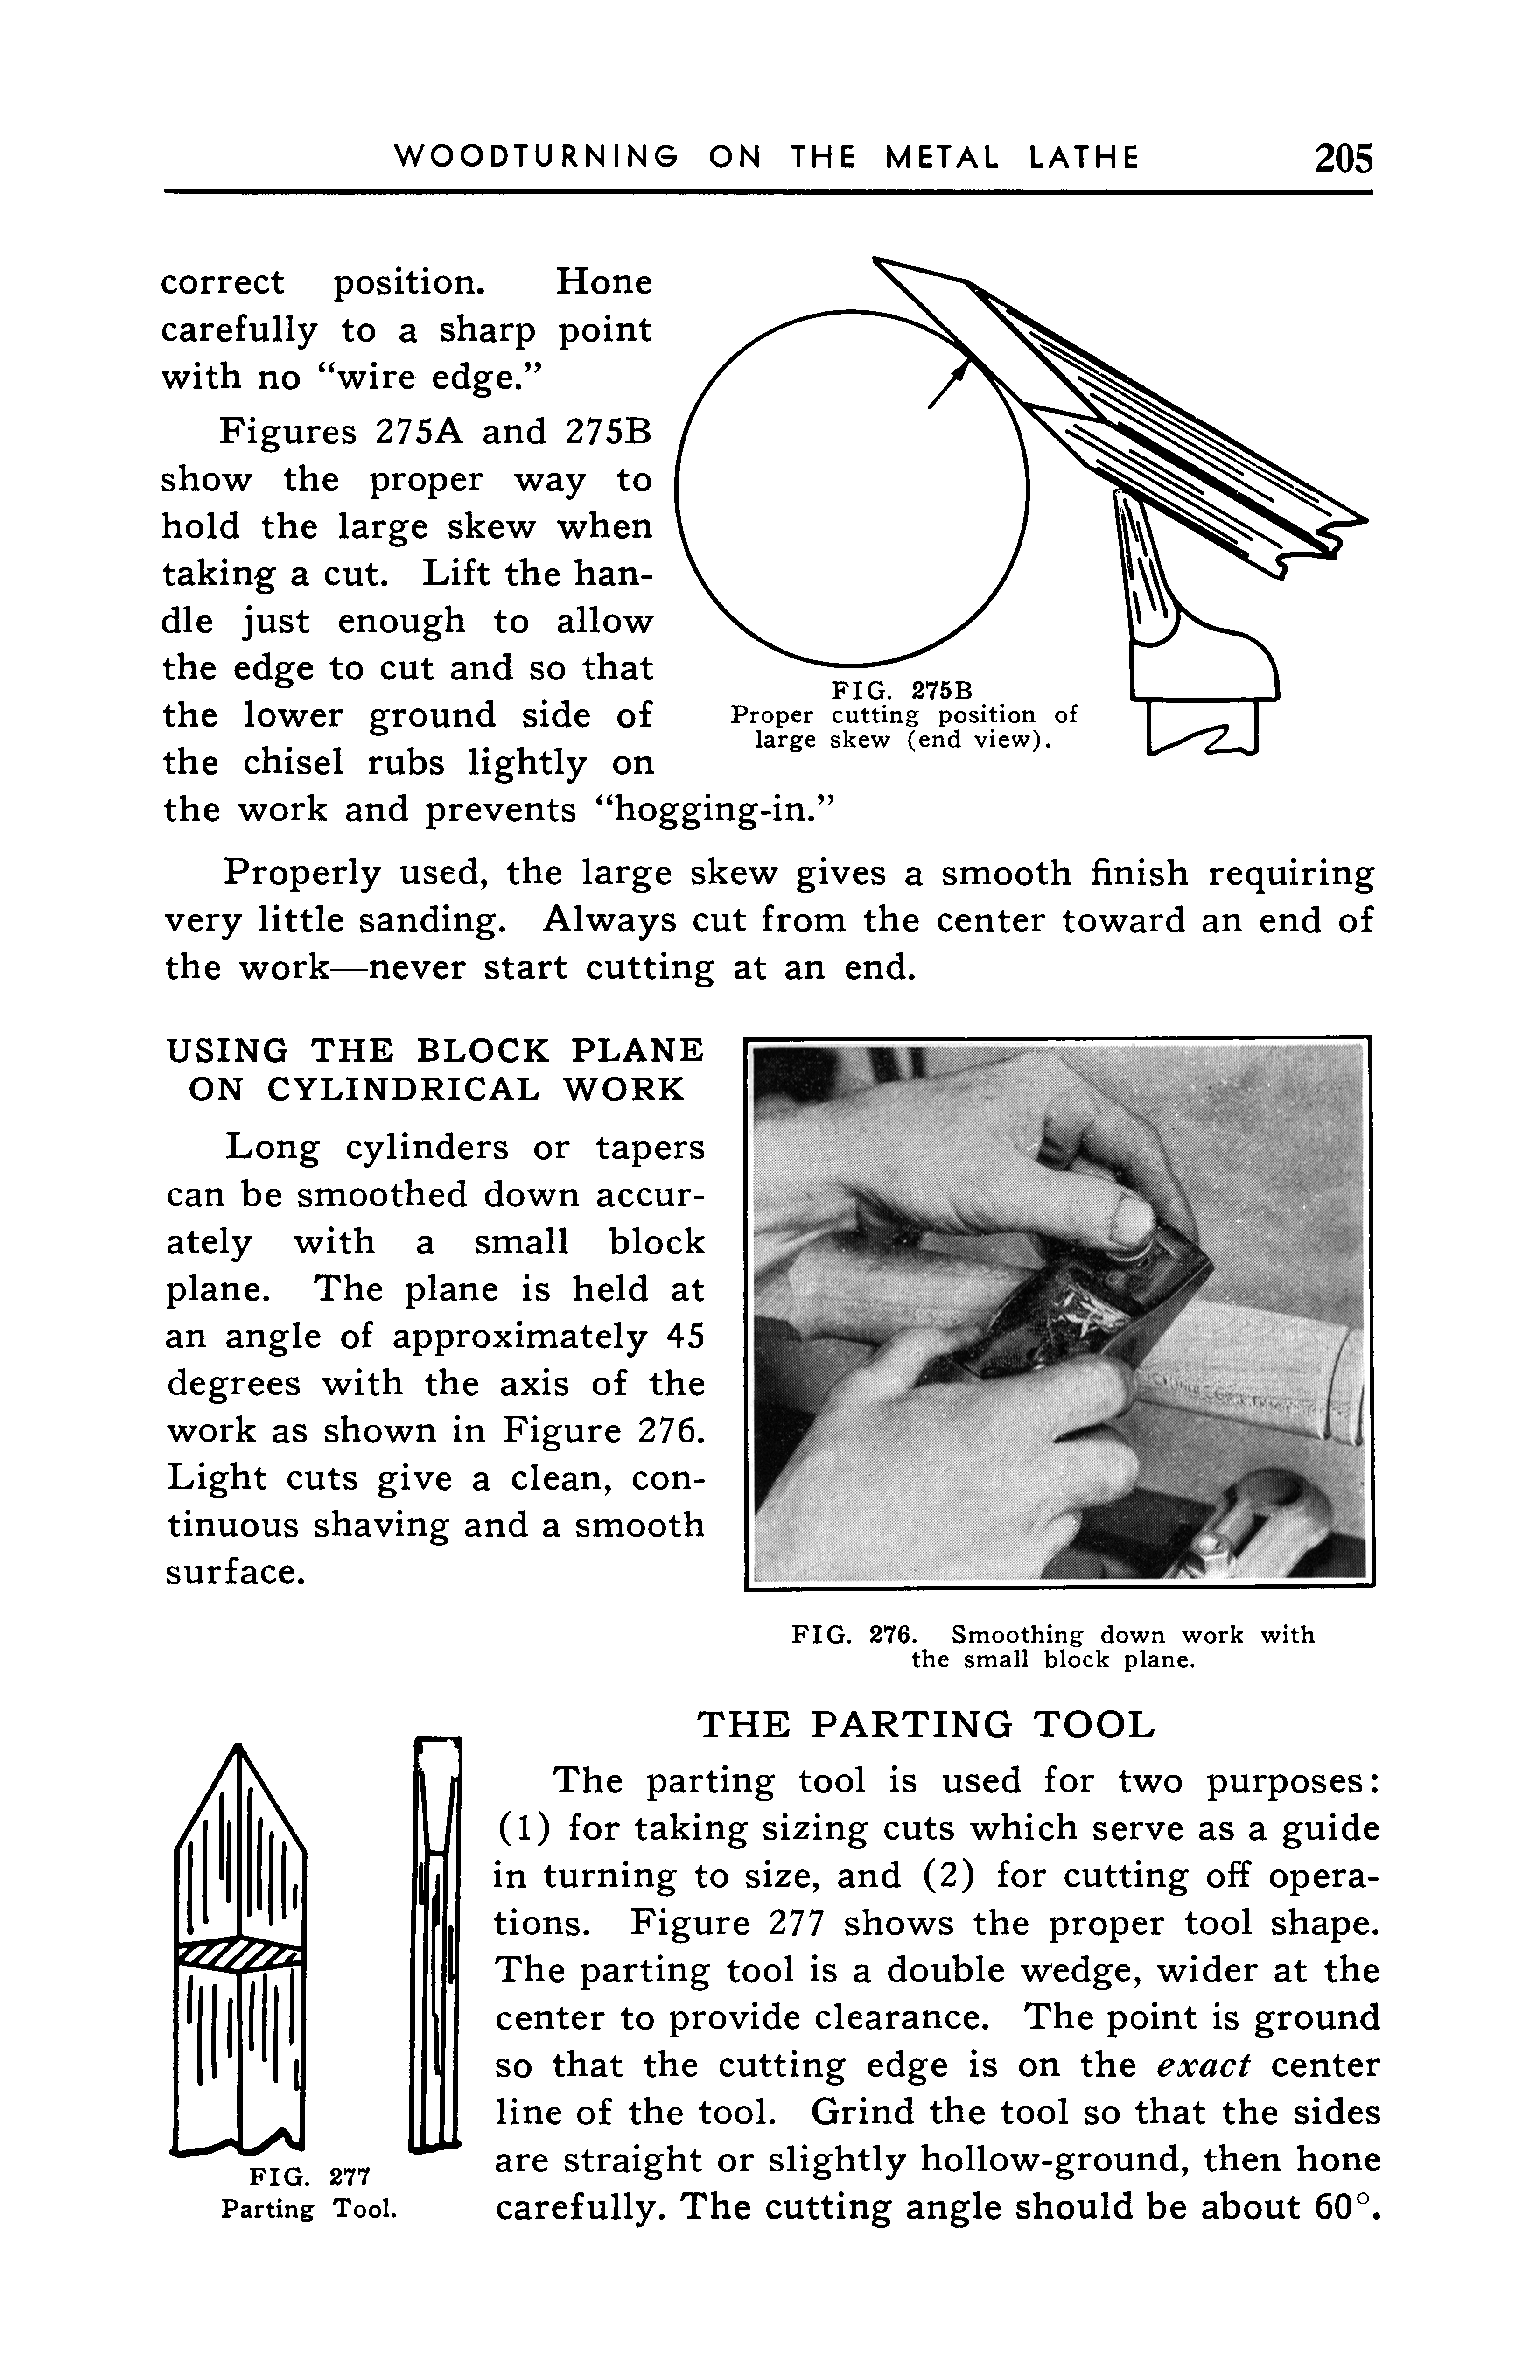 WOODTURNING ON THE METAL LATHE 205
correct position. Hone
carefully to a sharp point
with no “wire edge.”
Figures 275A and 275B
show the proper way to
hold the large skew when
taking a cut. Lift the han-
dle just enough to allow
the edge to cut and so that
the lower ground side of
the chisel rubs lightly on
the work and prevents “hogging-in.”
FIG. 275B
Proper cutting position of
large skew (end view).
Properly used, the large skew gives a smooth finish requiring
very little sanding. Always cut from the center toward an end of
the work—never start cutting at an end.
USING THE BLOCK PLANE
ON CYLINDRICAL WORK
Long cylinders or tapers
can be smoothed down accur-
ately with a small block
plane. The plane is held at
an angle of approximately 45
degrees with the axis of the
work as shown in Figure 276.
Light cuts give a clean, con-
tinuous shaving and a smooth
surface.
FIG. 276. Smoothing down work with
the small block plane.
THE PARTING TOOL
The parting tool is used for two purposes:
(1) for taking sizing cuts which serve as a guide
in turning to size, and (2) for cutting off opera-
tions. Figure 277 shows the proper tool shape.
The parting tool is a double wedge, wider at the
center to provide clearance. The point is ground
so that the cutting edge is on the exact center
line of the tool. Grind the tool so that the sides
are straight or slightly hollow-ground, then hone
carefully. The cutting angle should be about 60°.
FIG. 277
Parting Tool.